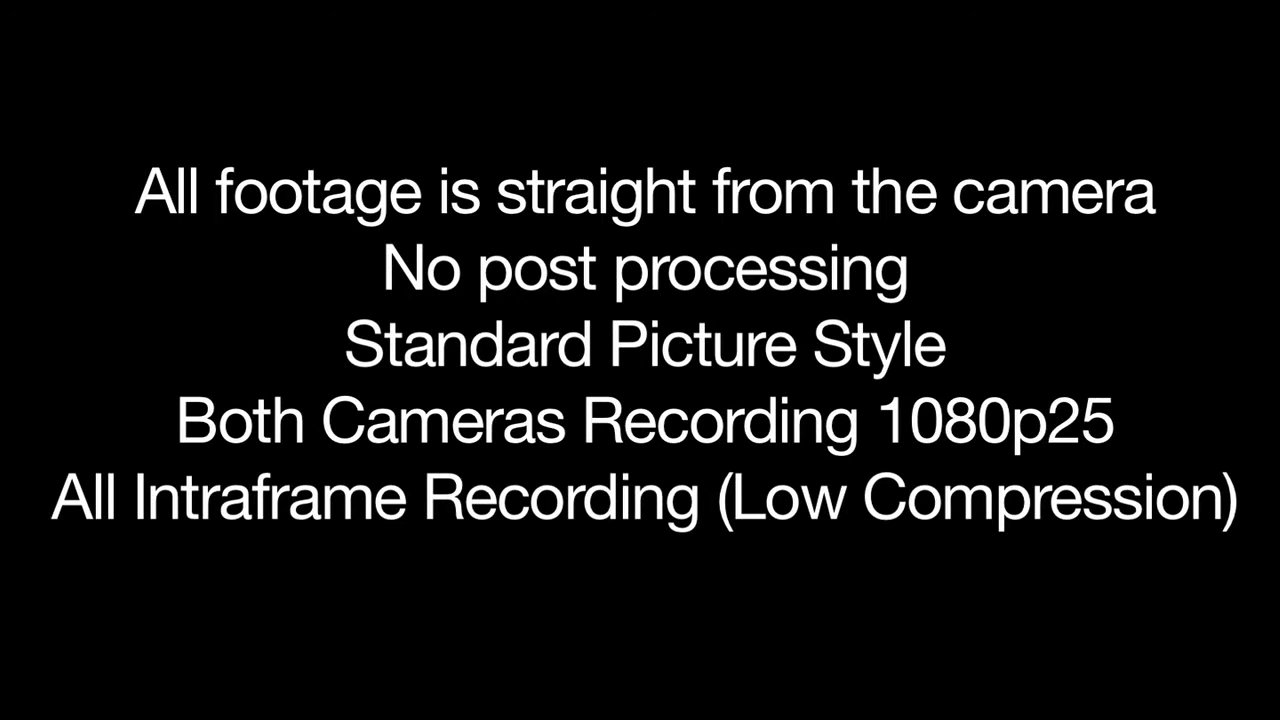 All footage is straight from the camera
No post processing
Standard Picture Style
Both Cameras Recording 1080p25
All Intraframe Recording (Low Compression)